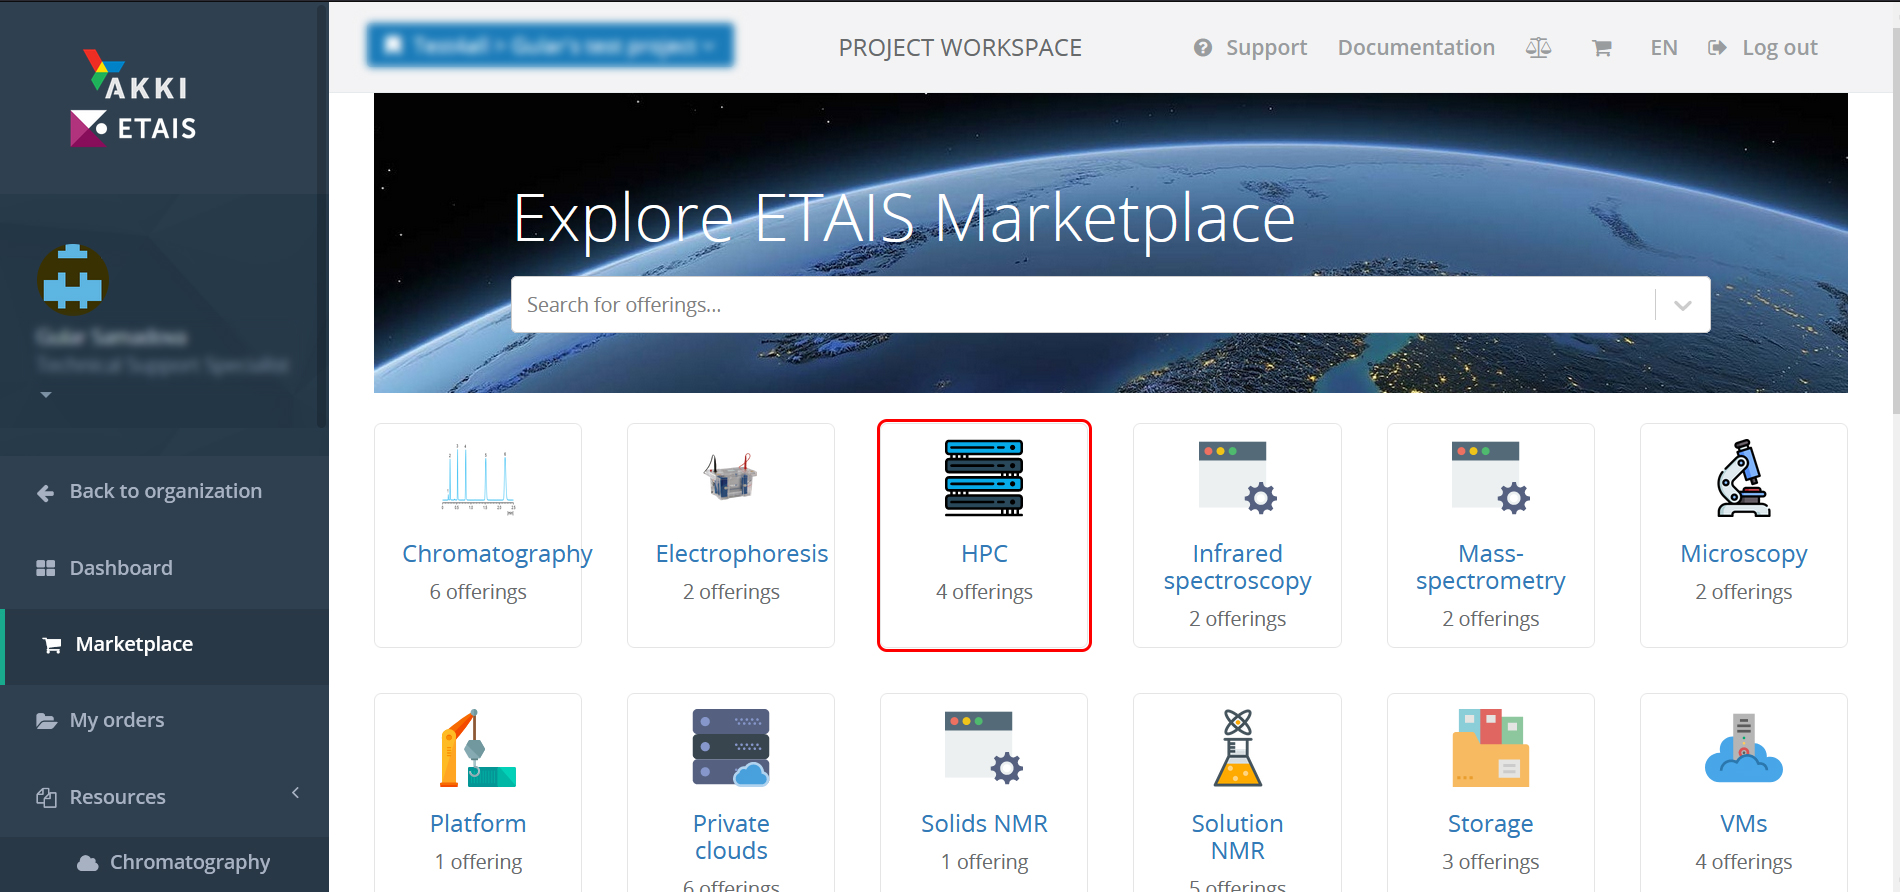 AKKI
ETAIS
PROJECT WORKSPACE
Support
Documentation
EN
Log out
Explore ETAIS Marketplace
Search for offerings...
Back to organization
Dashboard
Marketplace
My orders
Resources
Chromatography
Chromatography
6 offerings
Electrophoresis
2 offerings
HPC
4 offerings
Infrared
spectroscopy
2 offerings
Mass-
spectrometry
2 offerings
Microscopy
2 offerings
Platform
1 offering
Private
clouds
6 offerings
Solids NMR
1 offering
Solution
NMR
5 offerings
Storage
3 offerings
VMs
4 offerings